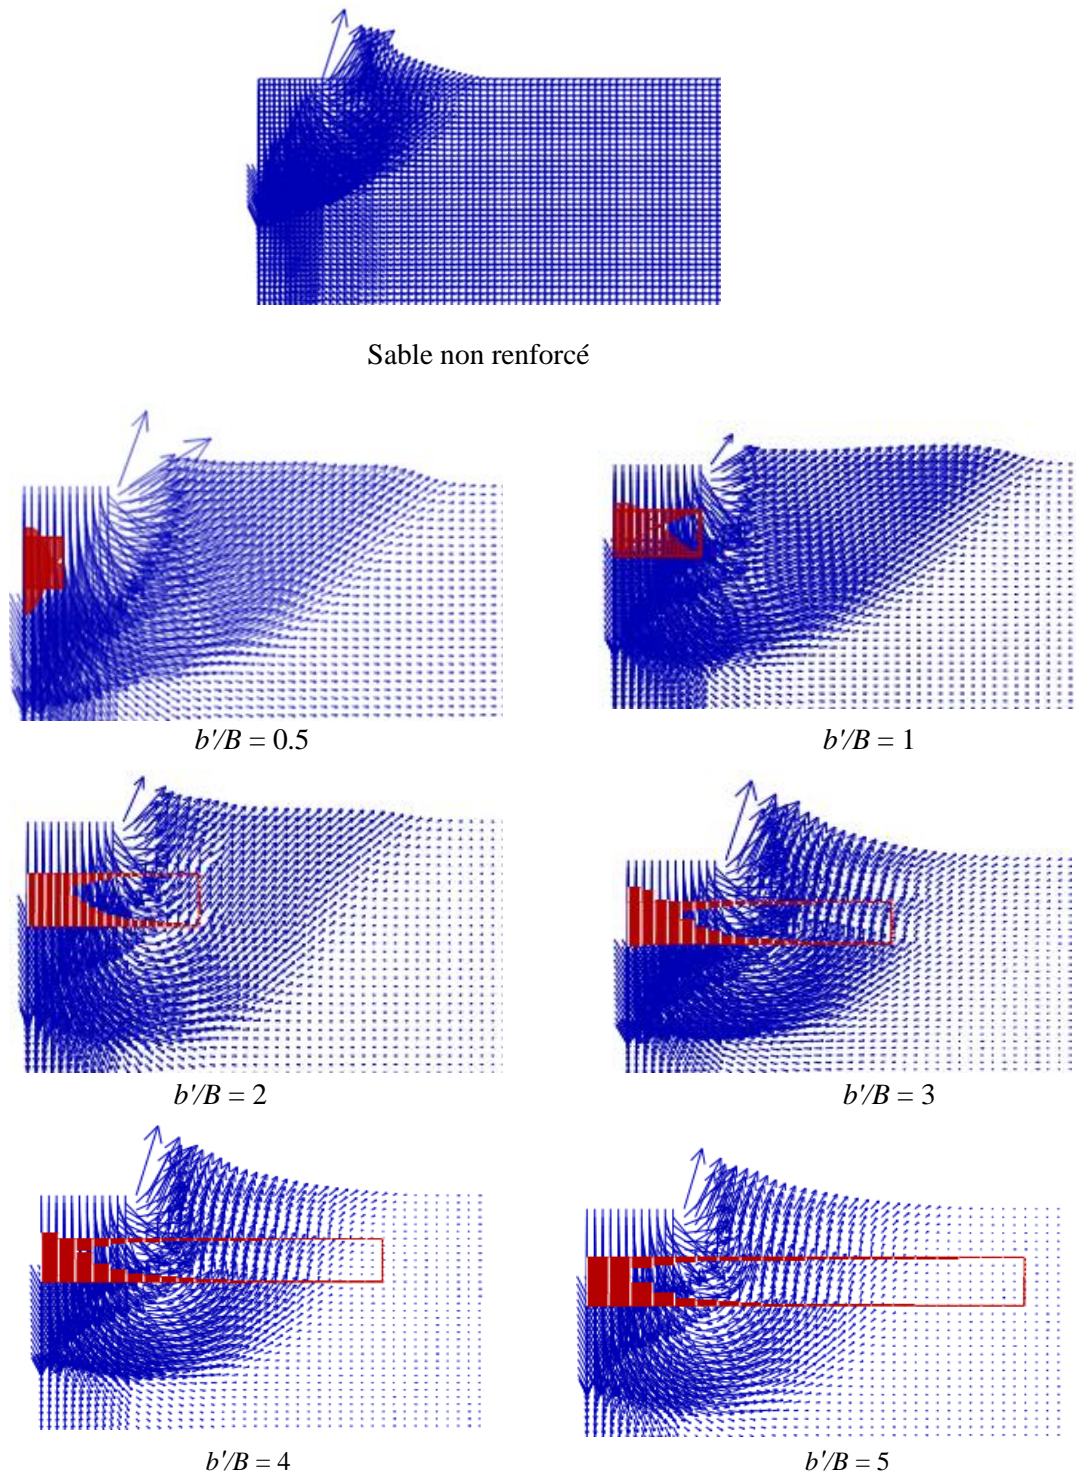 Sable non renforcé
b'/B = 0.5
b'/B = 1
b'/B = 2
b'/B = 3
b'/B = 4
b'/B = 5